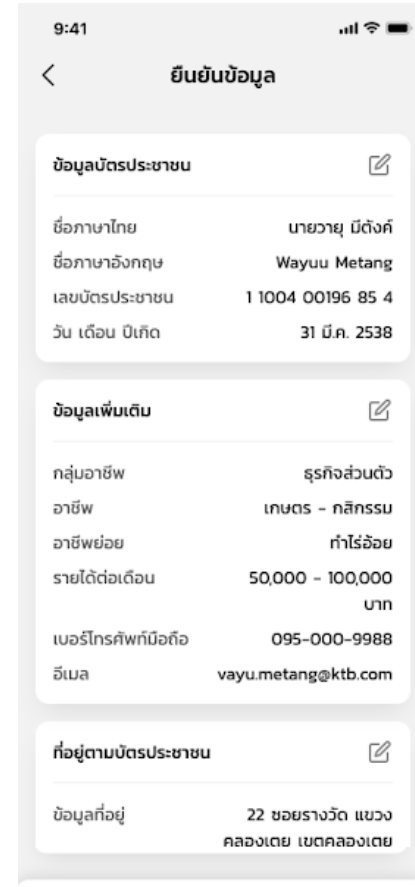 9:41
ยืนยันข้อมูล
ข้อมูลบัตรประชาชน
ชื่อภาษาไทย นายวายุ มีตังค์
ชื่อภาษาอังกฤษ Wayuu Metang
เลขบัตรประชาชน 1 1004 00196 85 4
วัน เดือน ปีเกิด 31 มี.ค. 2538
ข้อมูลเพิ่มเติม
กลุ่มอาชีพ ธุรกิจส่วนตัว
อาชีพ เกษตร - กสิกรรม
อาชีพย่อย ทำไร่อ้อย
รายได้ต่อเดือน 50,000 - 100,000
บาท
เบอร์โทรศัพท์มือถือ 095-000-9988
อีเมล vayu.metang@ktb.com
ที่อยู่ตามบัตรประชาชน
ข้อมูลที่อยู่ 22 ซอยรางวัด แขวง
คลองเตย เขตคลองเตย